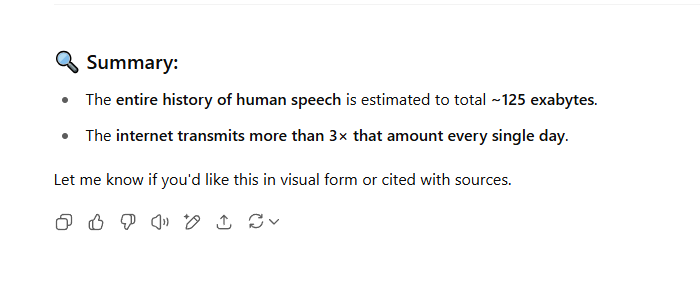 🔍 Summary:
• The entire history of human speech is estimated to total ~125 exabytes.
• The internet transmits more than 3× that amount every single day.
Let me know if you'd like this in visual form or cited with sources.